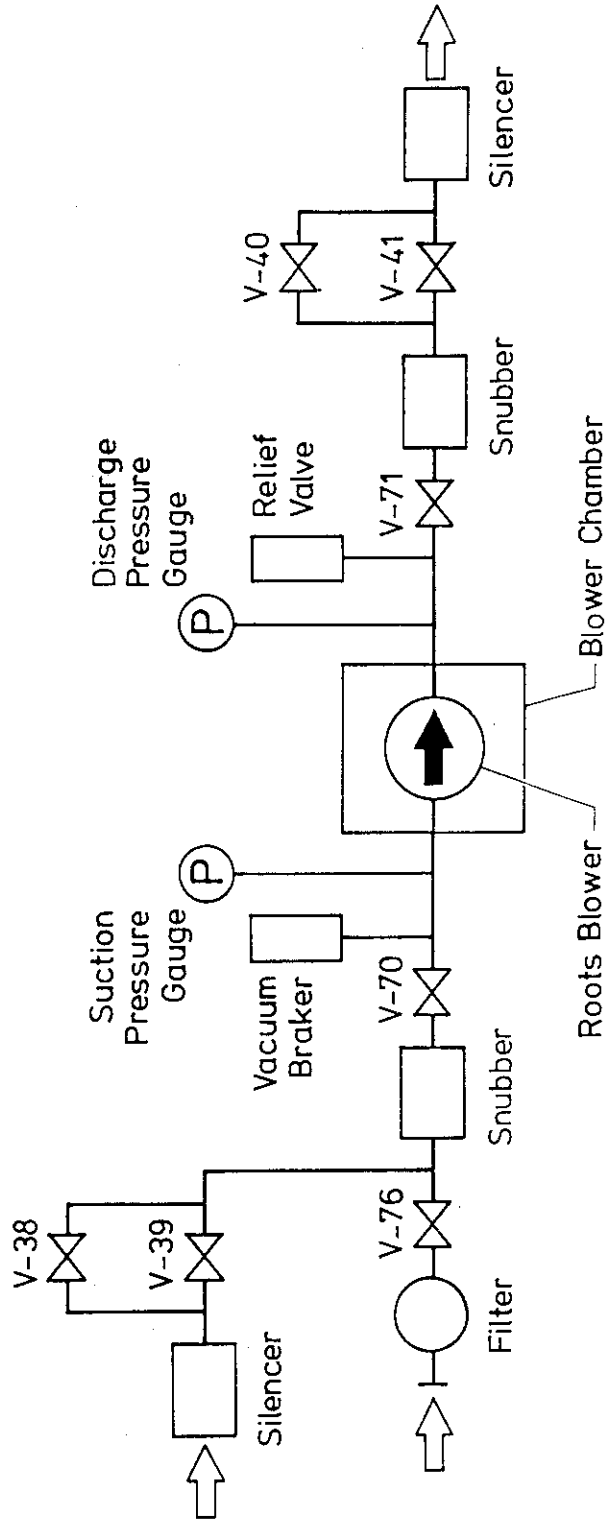 Silencer
V-38
V-39
Filter
V-76
Snubber
V-70
Vacuum
Braker
Suction
Pressure
Gauge
P
Roots Blower
Blower Chamber
P
Discharge
Pressure
Gauge
Relief
Valve
V-71
Snubber
V-40
V-41
Silencer